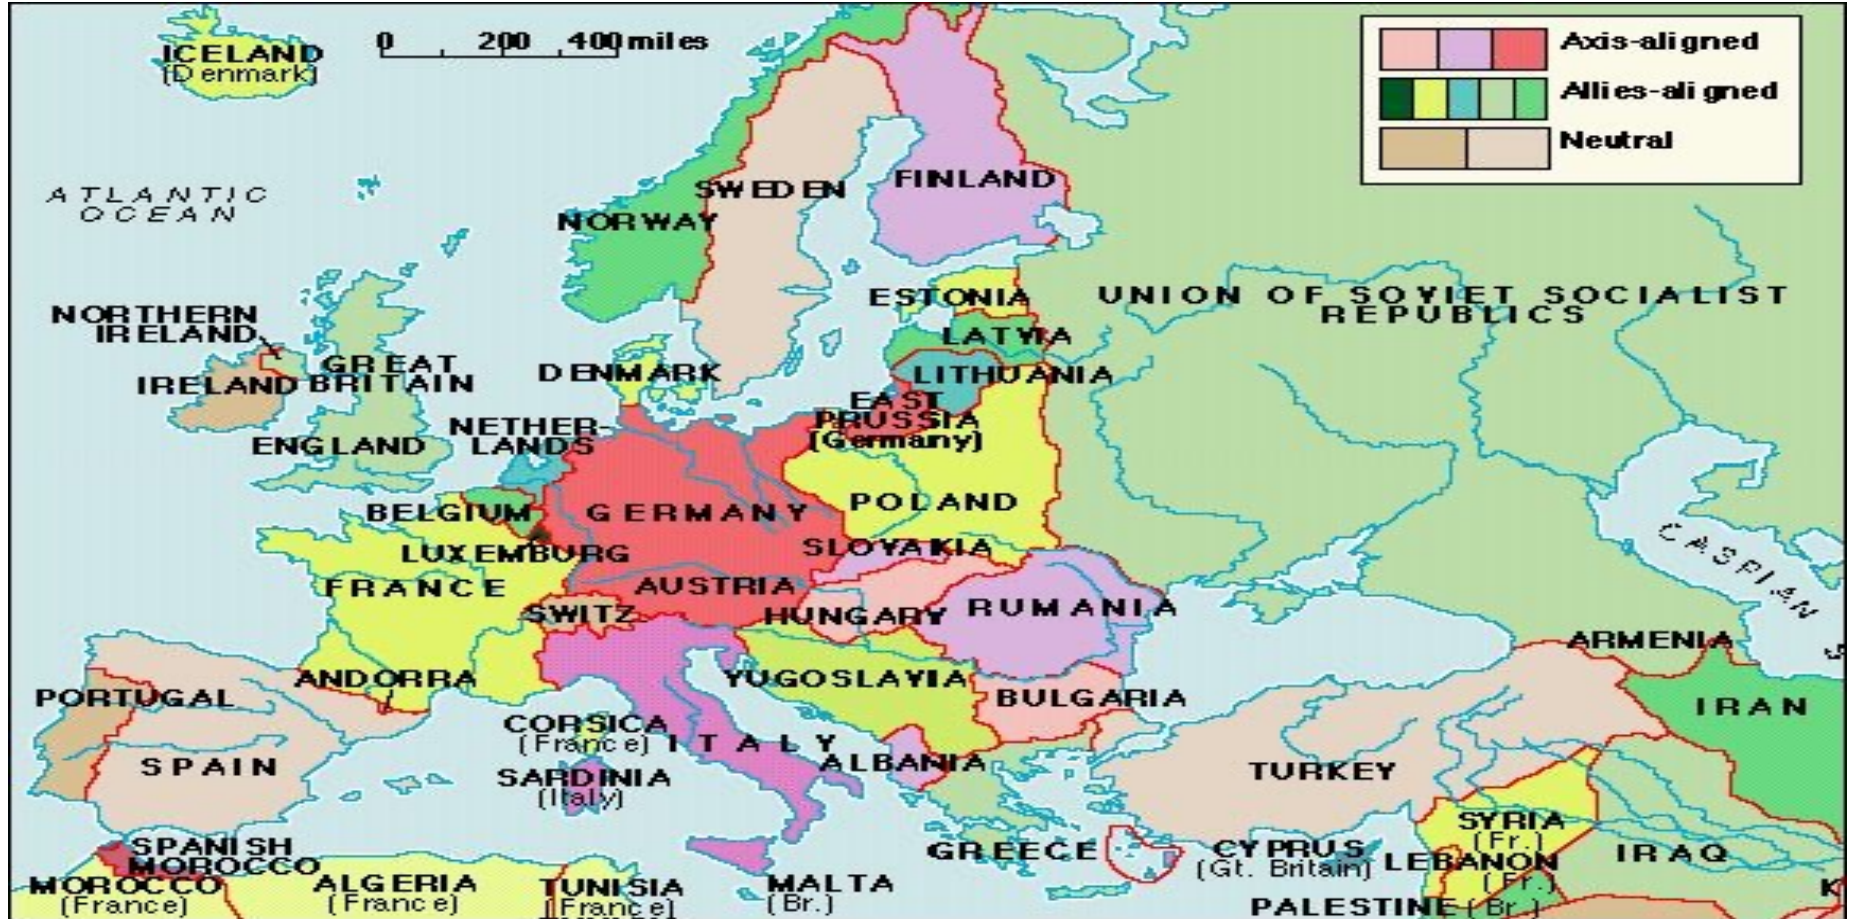 ICELAND
(Denmark)
0 200 400 miles
Axis-aligned
Allies-aligned
Neutral
ATLANTIC
OCEAN
SWEDEN
FINLAND
NORWAY
ESTONIA
UNION OF SOVIET SOCIALIST
REPUBLICS
NORTHERN
IRELAND
LATVIA
GREAT
BRITAIN
IRELAND
DENMARK
LITHUANIA
EAST
PRUSSIA
(Germany)
NETHER-
LANDS
ENGLAND
POLAND
BELGIUM
GERMANY
LUXEMBURG
SLOVAKIA
CASPIAN
FRANCE
AUSTRIA
SWITZ
HUNGARY
RUMANIA
ARMENIA
ANDORRA
YUGOSLAVIA
PORTUGAL
BULGARIA
IRAN
CORSICA
(France)
ITALY
SPAIN
SARDINIA
(Italy)
ALBANIA
TURKEY
SYRIA
(Fr.)
SPANISH
MOROCCO
GREECE
CYPRUS
(Gt. Britain)
LEBANON
(Fr.)
IRAQ
MOROCCO
(France)
ALGERIA
(France)
TUNISIA
(France)
MALTA
(Br.)
PALESTINE (Br.)
K